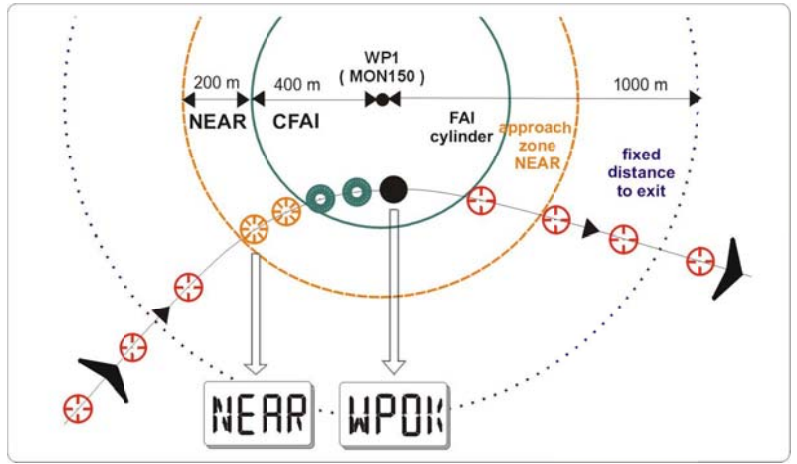 WP1
( MON150 )
200 m
400 m
1000 m
NEAR
CFAI
FAI
cylinder
approach
zone
NEAR
fixed
distance
to exit
NEAR
WPOK